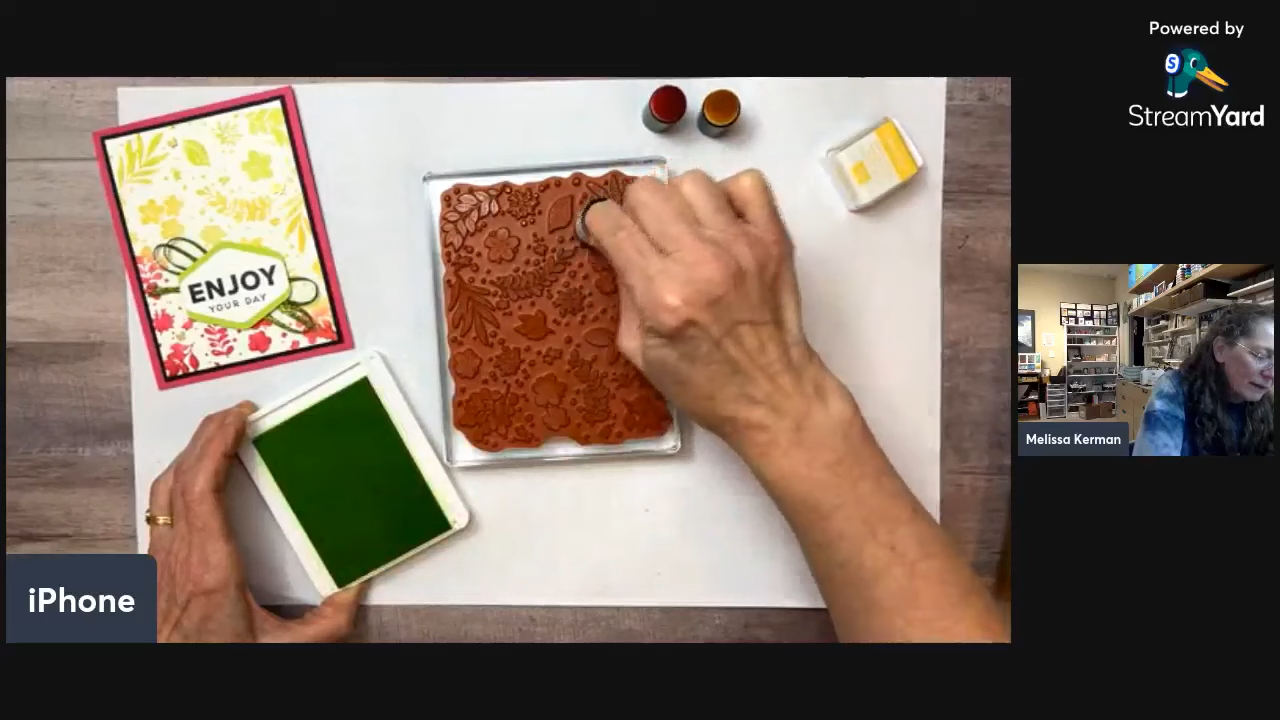 Powered by
S
StreamYard
ENJOY
YOUR DAY
Melissa Kerman
iPhone